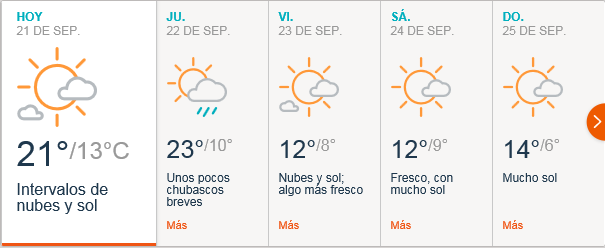 HOY
21 DE SEP.
21°/13°C
Intervalos de
nubes y sol
JU.
22 DE SEP.
23°/10°
Unos pocos
chubascos
breves
Más
VI.
23 DE SEP.
12°/8°
Nubes y sol;
algo más fresco
Más
SÁ.
24 DE SEP.
12°/9°
Fresco, con
mucho sol
Más
DO.
25 DE SEP.
14°/6°
Mucho sol
Más